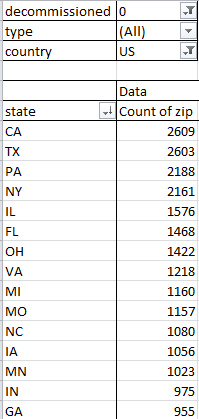 decommissioned 0
type (All)
country US
Data
state Count of zip
CA 2609
TX 2603
PA 2188
NY 2161
IL 1576
FL 1468
OH 1422
VA 1218
MI 1160
MO 1157
NC 1080
IA 1056
MN 1023
IN 975
GA 955